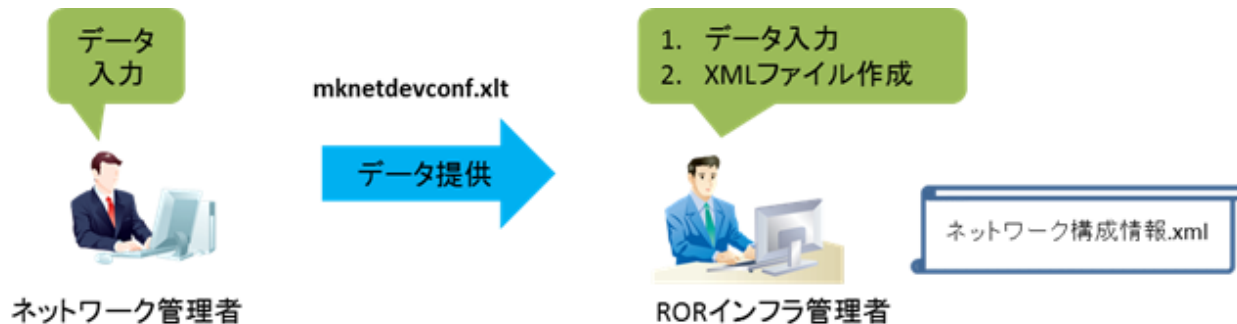 データ
入力
mknetdevconf.xlt
データ提供
1. データ入力
2. XMLファイル作成
ネットワーク構成情報.xml
ネットワーク管理者
RORインフラ管理者